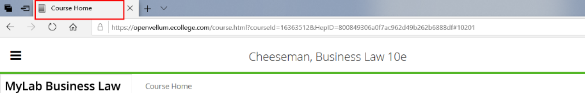 Course Home
https://openvellum.ecollege.com/course.html?courseId=16363512&HepID=800849306a0f7ac962d49b262b6888df#10201
Cheeseman, Business Law 10e
MyLab Business Law
Course Home